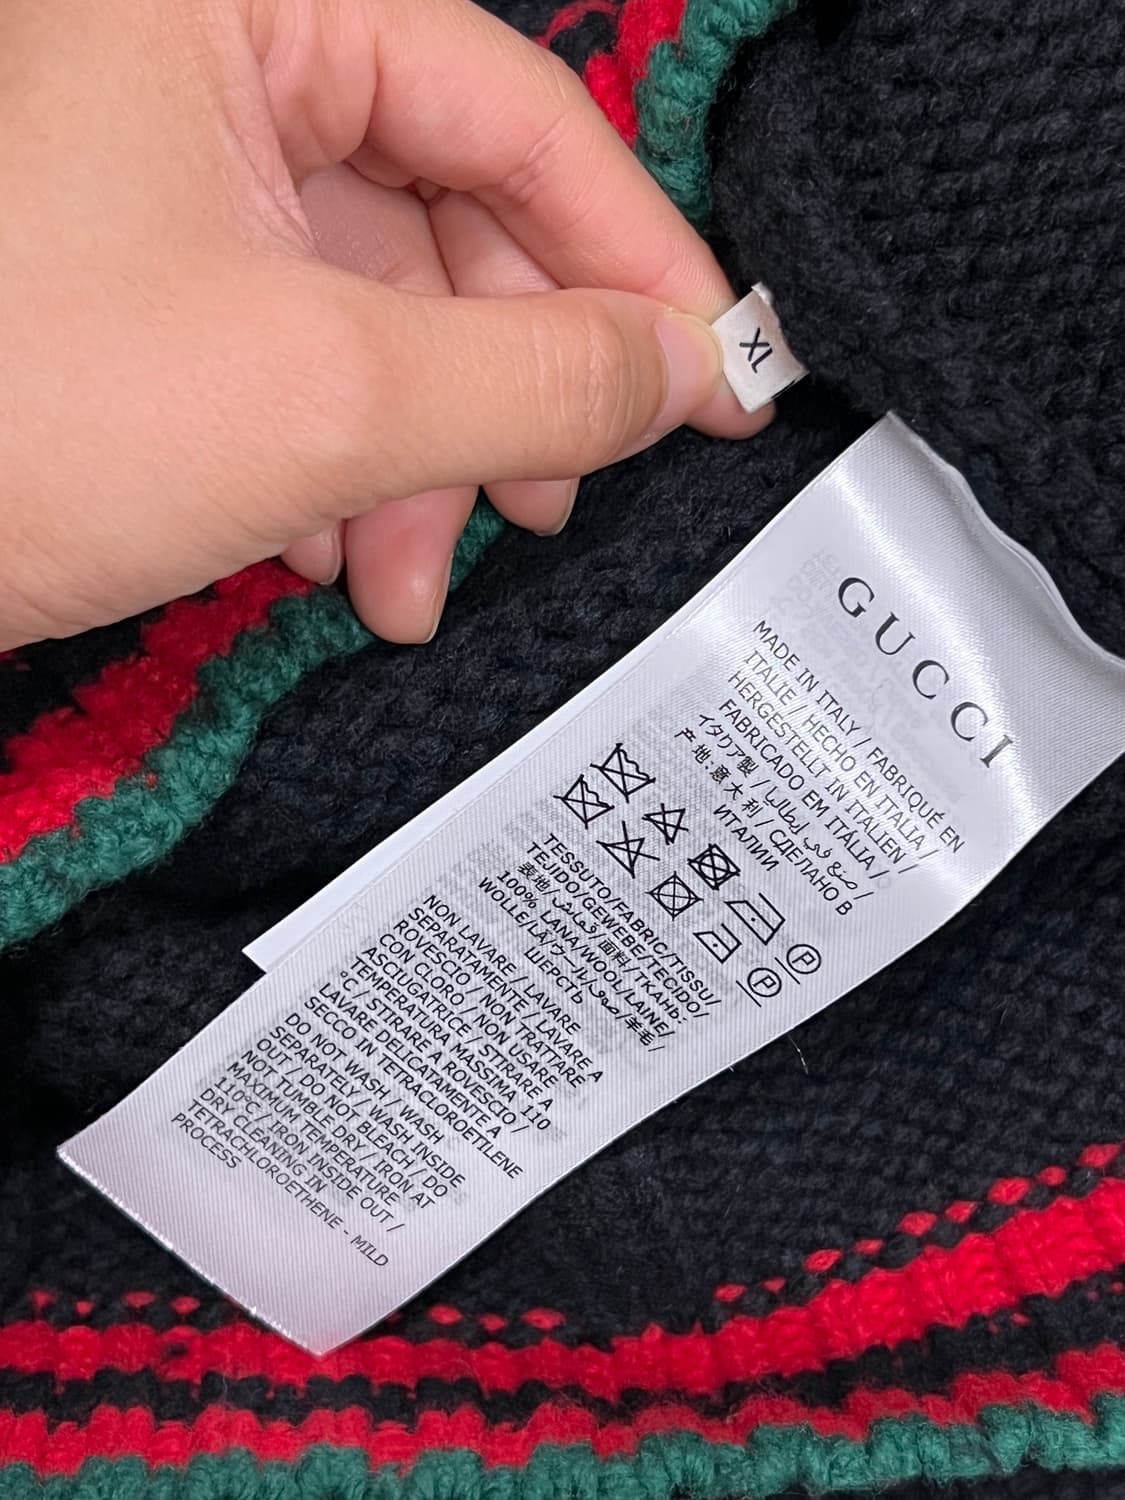 XL
GUCCI
MADE IN ITALY / FABRIQUÉ EN
ITALIE / HECHO EN ITALIA /
HERGESTELLT IN ITALIEN /
FABRICADO EM ITÁLIA /
イタリア製 / صنع في إيطاليا /
产地:意大利 / СДЕЛАНО В
ИТАЛИИ
P
P
TESSUTO/FABRIC/TISSU/
TEJIDO/GEWEBE/TECIDO/
表地/قماش/面料/ТКАНЬ:
100% LANA/WOOL/LAINE/
WOLLE/LÃ/ウール/صوف/羊毛/
ШЕРСТЬ
NON LAVARE / LAVARE
SEPARATAMENTE / LAVARE A
ROVESCIO / NON TRATTARE
CON CLORO / NON USARE
ASCIUGATRICE / STIRARE A
TEMPERATURA MASSIMA 110
°C / STIRARE A ROVESCIO /
LAVARE DELICATAMENTE A
SECCO IN TETRACLOROETILENE
DO NOT WASH / WASH
SEPARATELY / WASH INSIDE
OUT / DO NOT BLEACH / DO
NOT TUMBLE DRY / IRON AT
MAXIMUM TEMPERATURE
110°C / IRON INSIDE OUT /
DRY CLEANING IN
TETRACHLOROETHENE - MILD
PROCESS